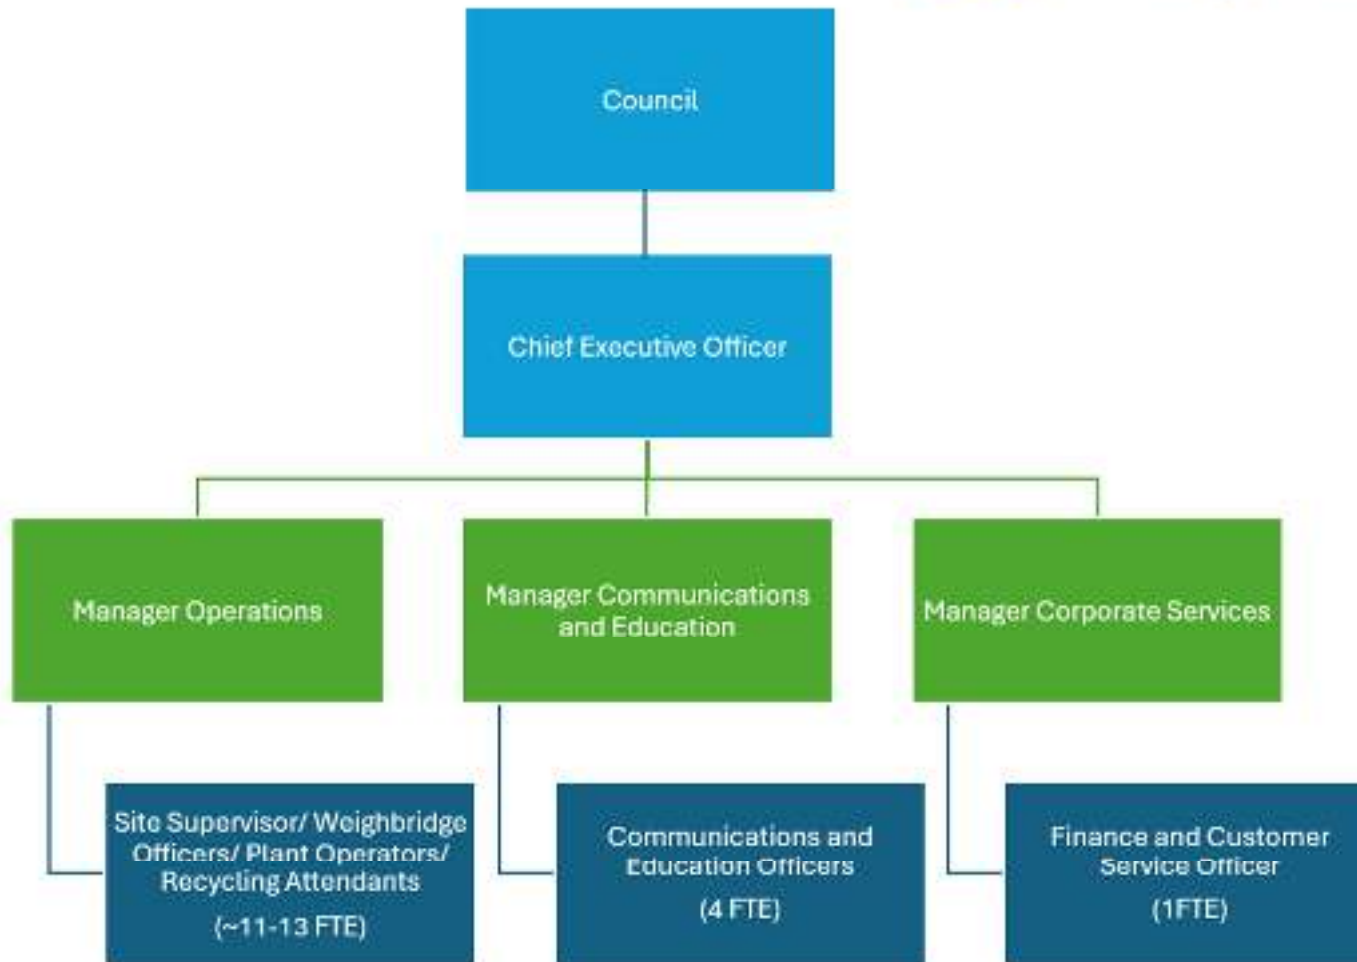 Council
Chief Executive Officer
Manager Operations
Manager Communications
and Education
Manager Corporate Services
Site Supervisor/ Weighbridge
Officers/ Plant Operators/
Recycling Attendants
(~11-13 FTE)
Communications and
Education Officers
(4 FTE)
Finance and Customer
Service Officer
(1FTE)